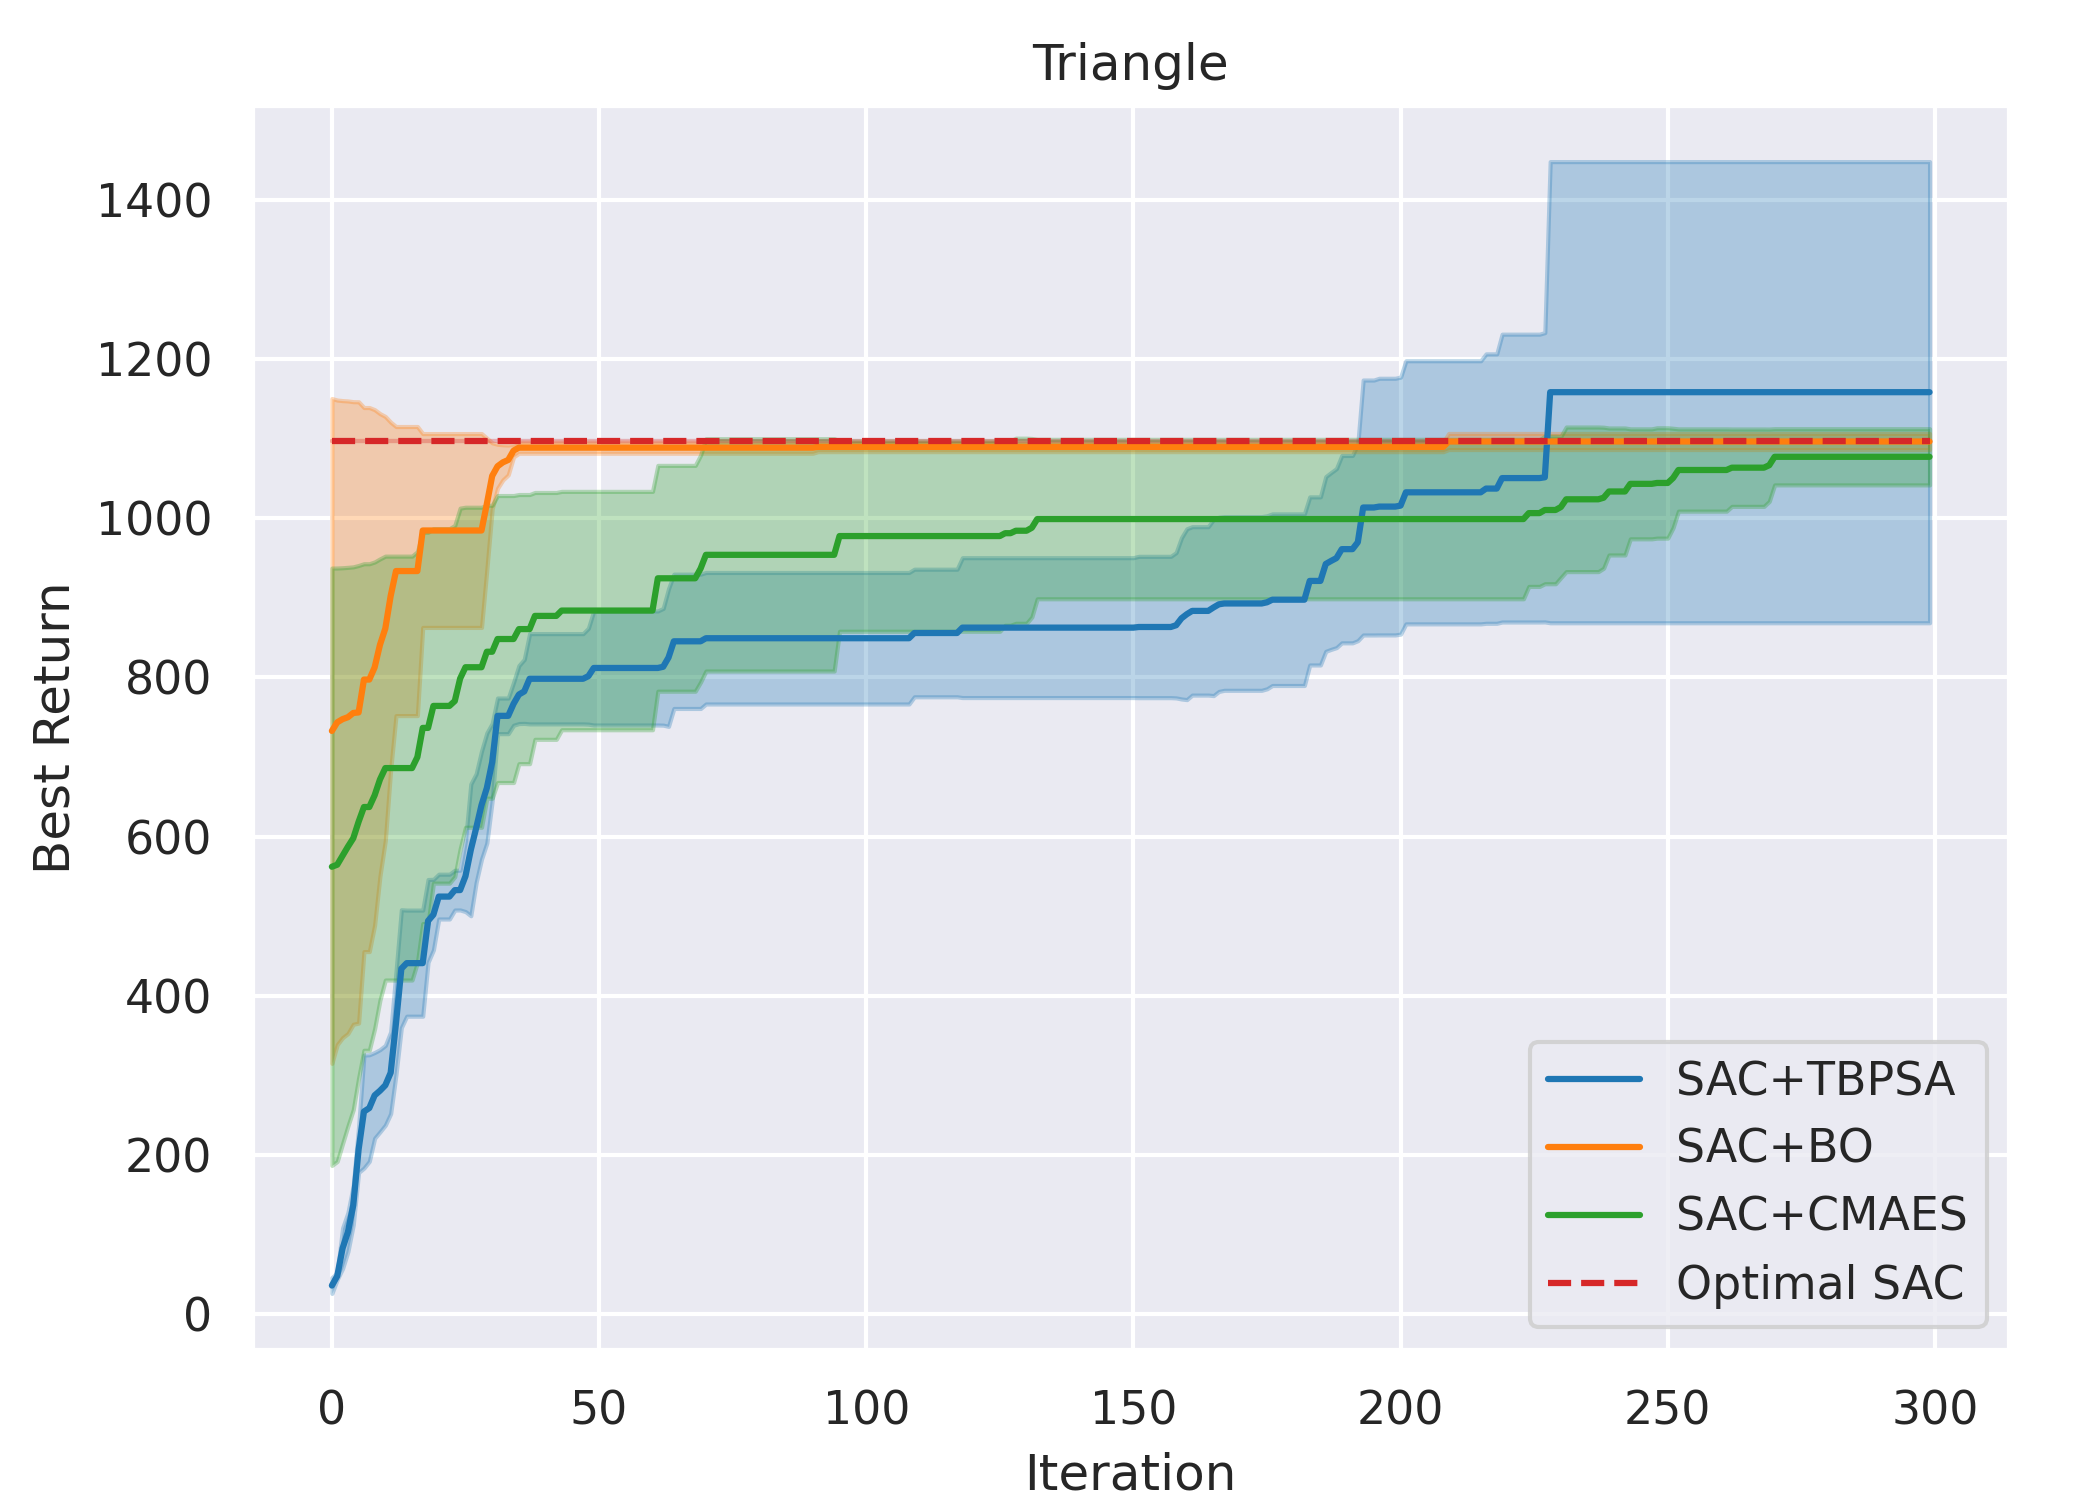 Triangle
1400
1200
1000
800
600
400
200
0
Best Return
0 50 100 150 200 250 300
Iteration
SAC+TBPSA
SAC+BO
SAC+CMAES
Optimal SAC